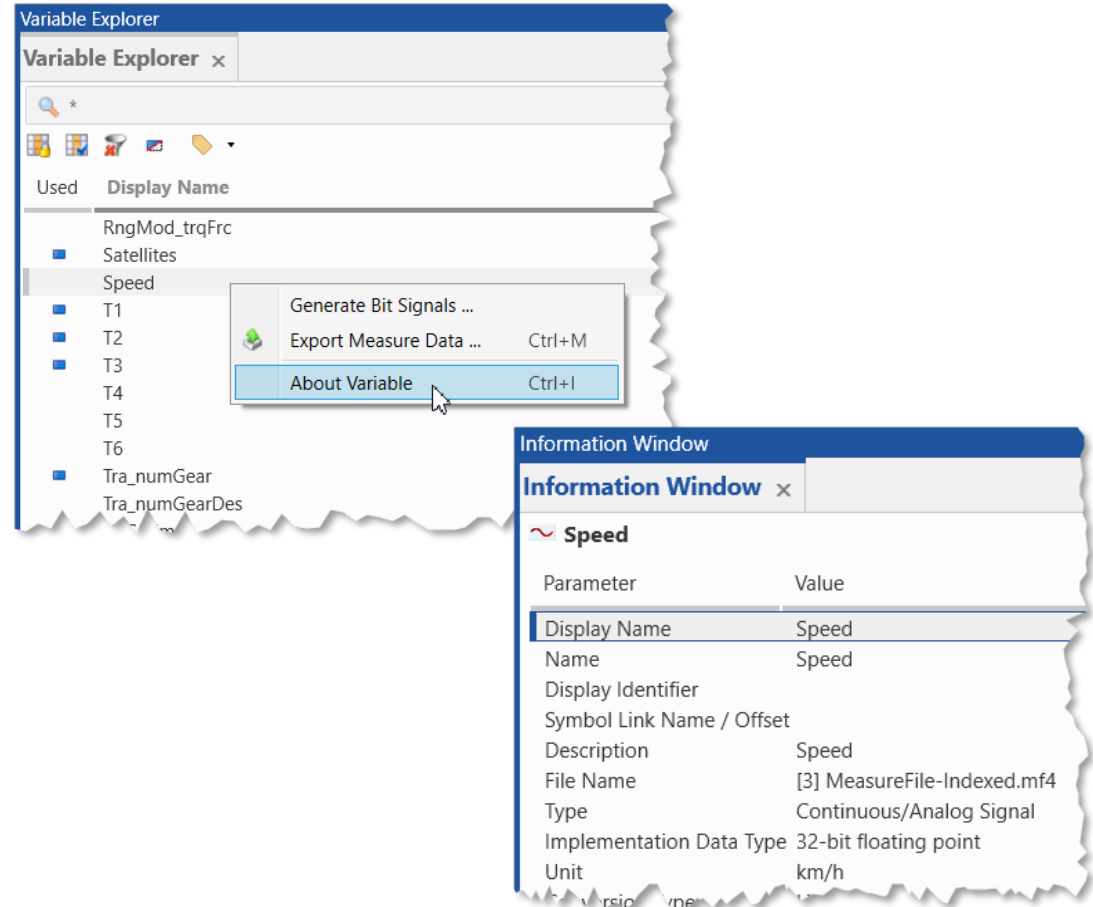 Variable Explorer
Variable Explorer ×
*
Used Display Name
RngMod_trqFrc
Satellites
Speed
T1
T2
T3
T4
T5
T6
Tra_numGear
Tra_numGearDes
Generate Bit Signals ...
Export Measure Data ... Ctrl+M
About Variable Ctrl+I
Information Window
Information Window ×
Speed
Parameter Value
Display Name Speed
Name Speed
Display Identifier
Symbol Link Name / Offset
Description Speed
File Name [3] MeasureFile-Indexed.mf4
Type Continuous/Analog Signal
Implementation Data Type 32-bit floating point
Unit km/h